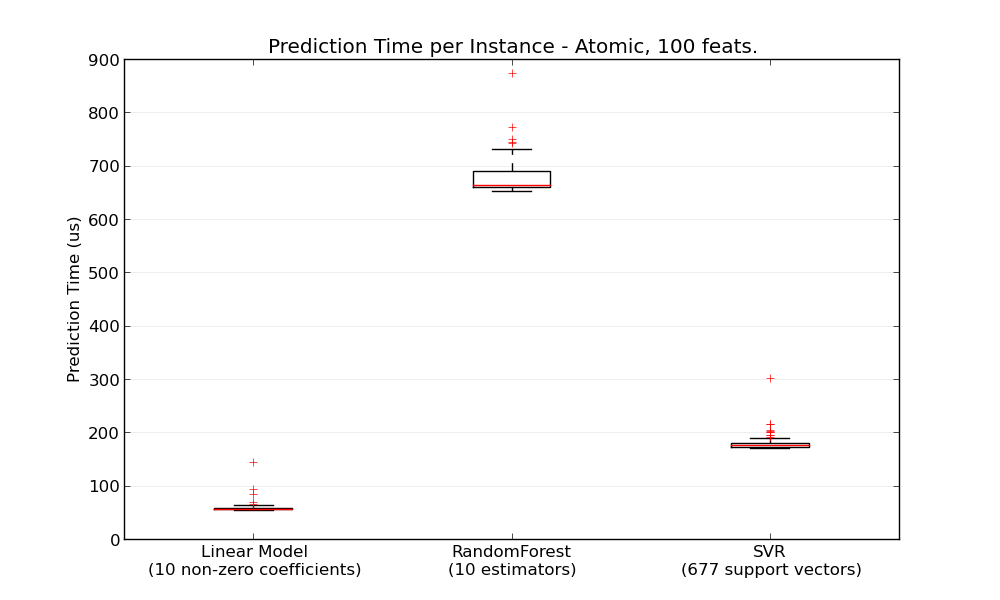 Prediction Time per Instance - Atomic, 100 feats.
Prediction Time (us)
900
800
700
600
500
400
300
200
100
0
Linear Model
(10 non-zero coefficients)
RandomForest
(10 estimators)
SVR
(677 support vectors)